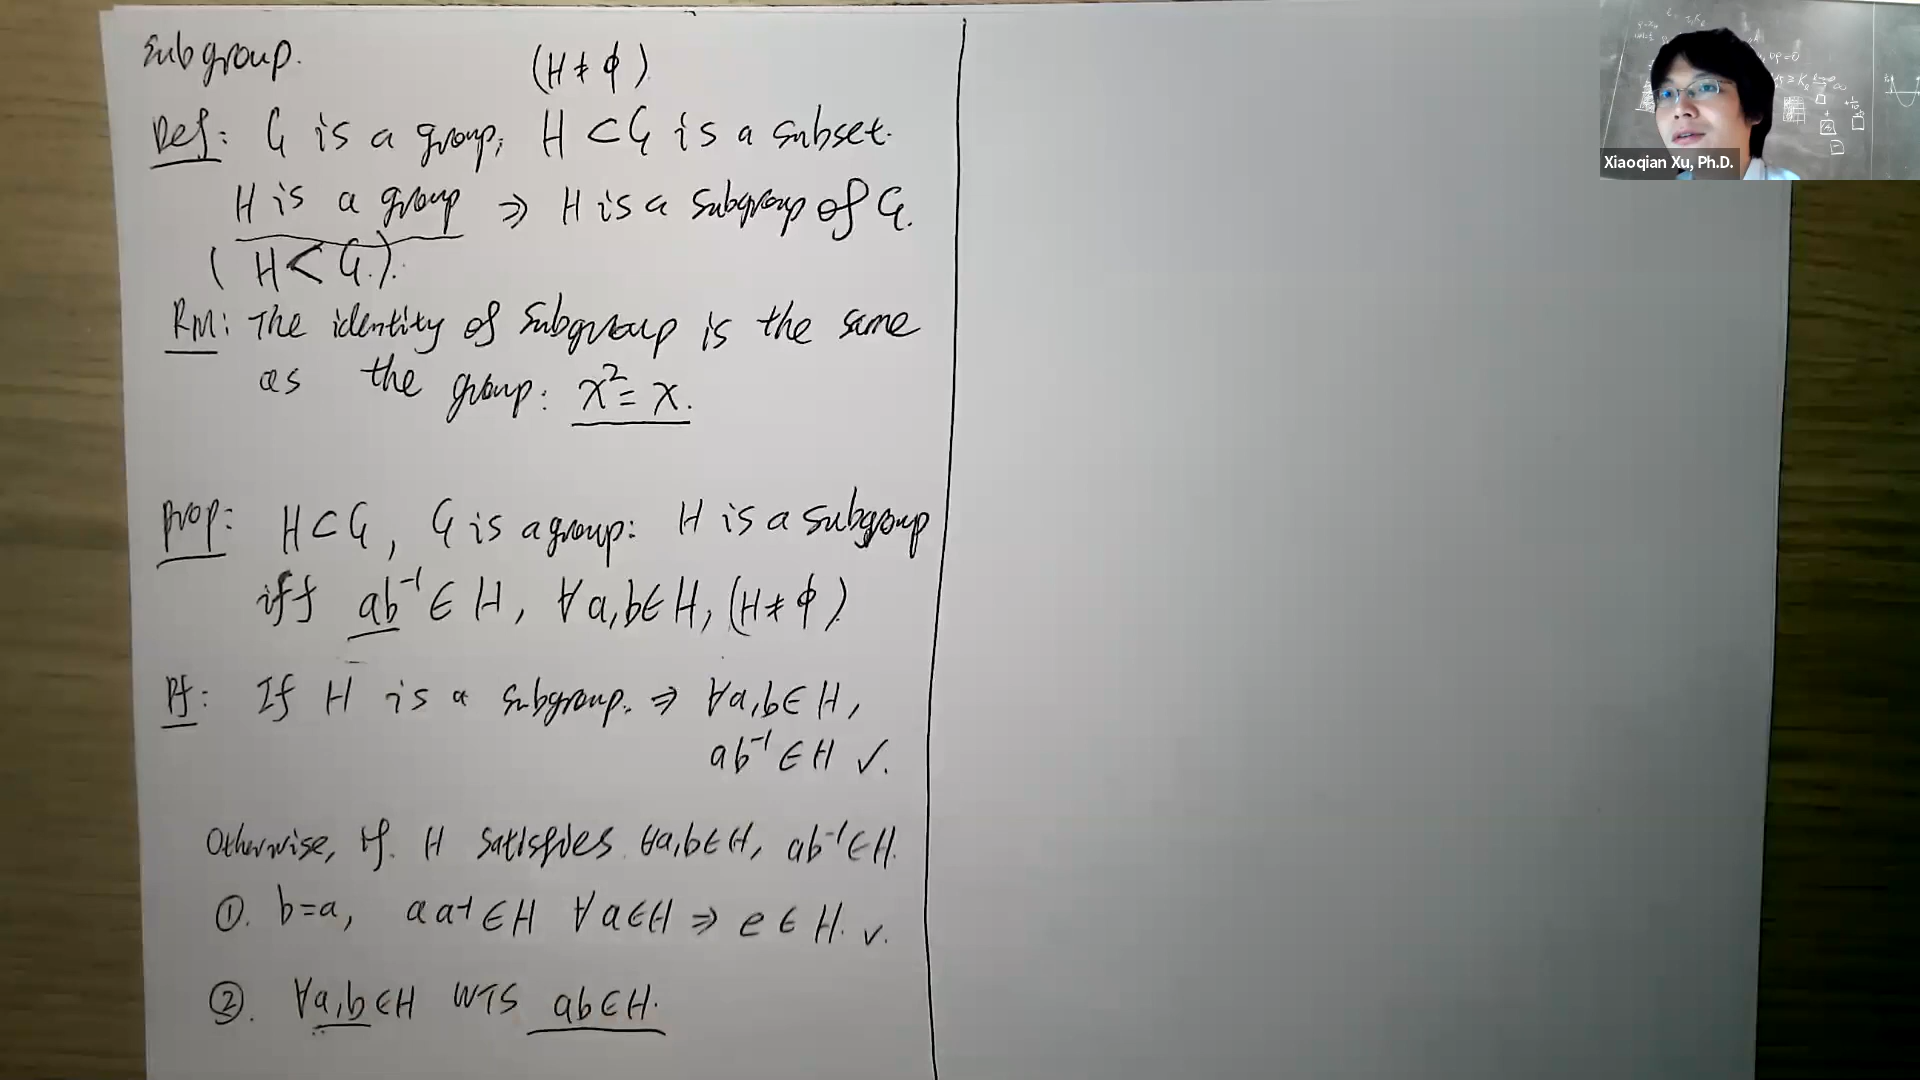 Subgroup.
(H ≠ ϕ)
Def: G is a group, H ⊂ G is a subset.
H is a group ⇒ H is a subgroup of G.
( H < G.).
RM: The identity of subgroup is the same
as the group: x² = x.
Prop: H ⊂ G, G is a group: H is a subgroup
iff ab⁻¹ ∈ H, ∀ a,b ∈ H, (H ≠ ϕ).
Pf: If H is a subgroup. ⇒ ∀a,b ∈ H,
ab⁻¹ ∈ H ✓.
Otherwise, if. H satisfies ∀a,b∈H, ab⁻¹∈H.
①. b=a, aa⁻¹ ∈ H ∀a∈H ⇒ e ∈ H. ✓.
②. ∀a,b∈H WTS ab∈H.
Xiaoqian Xu, Ph.D.